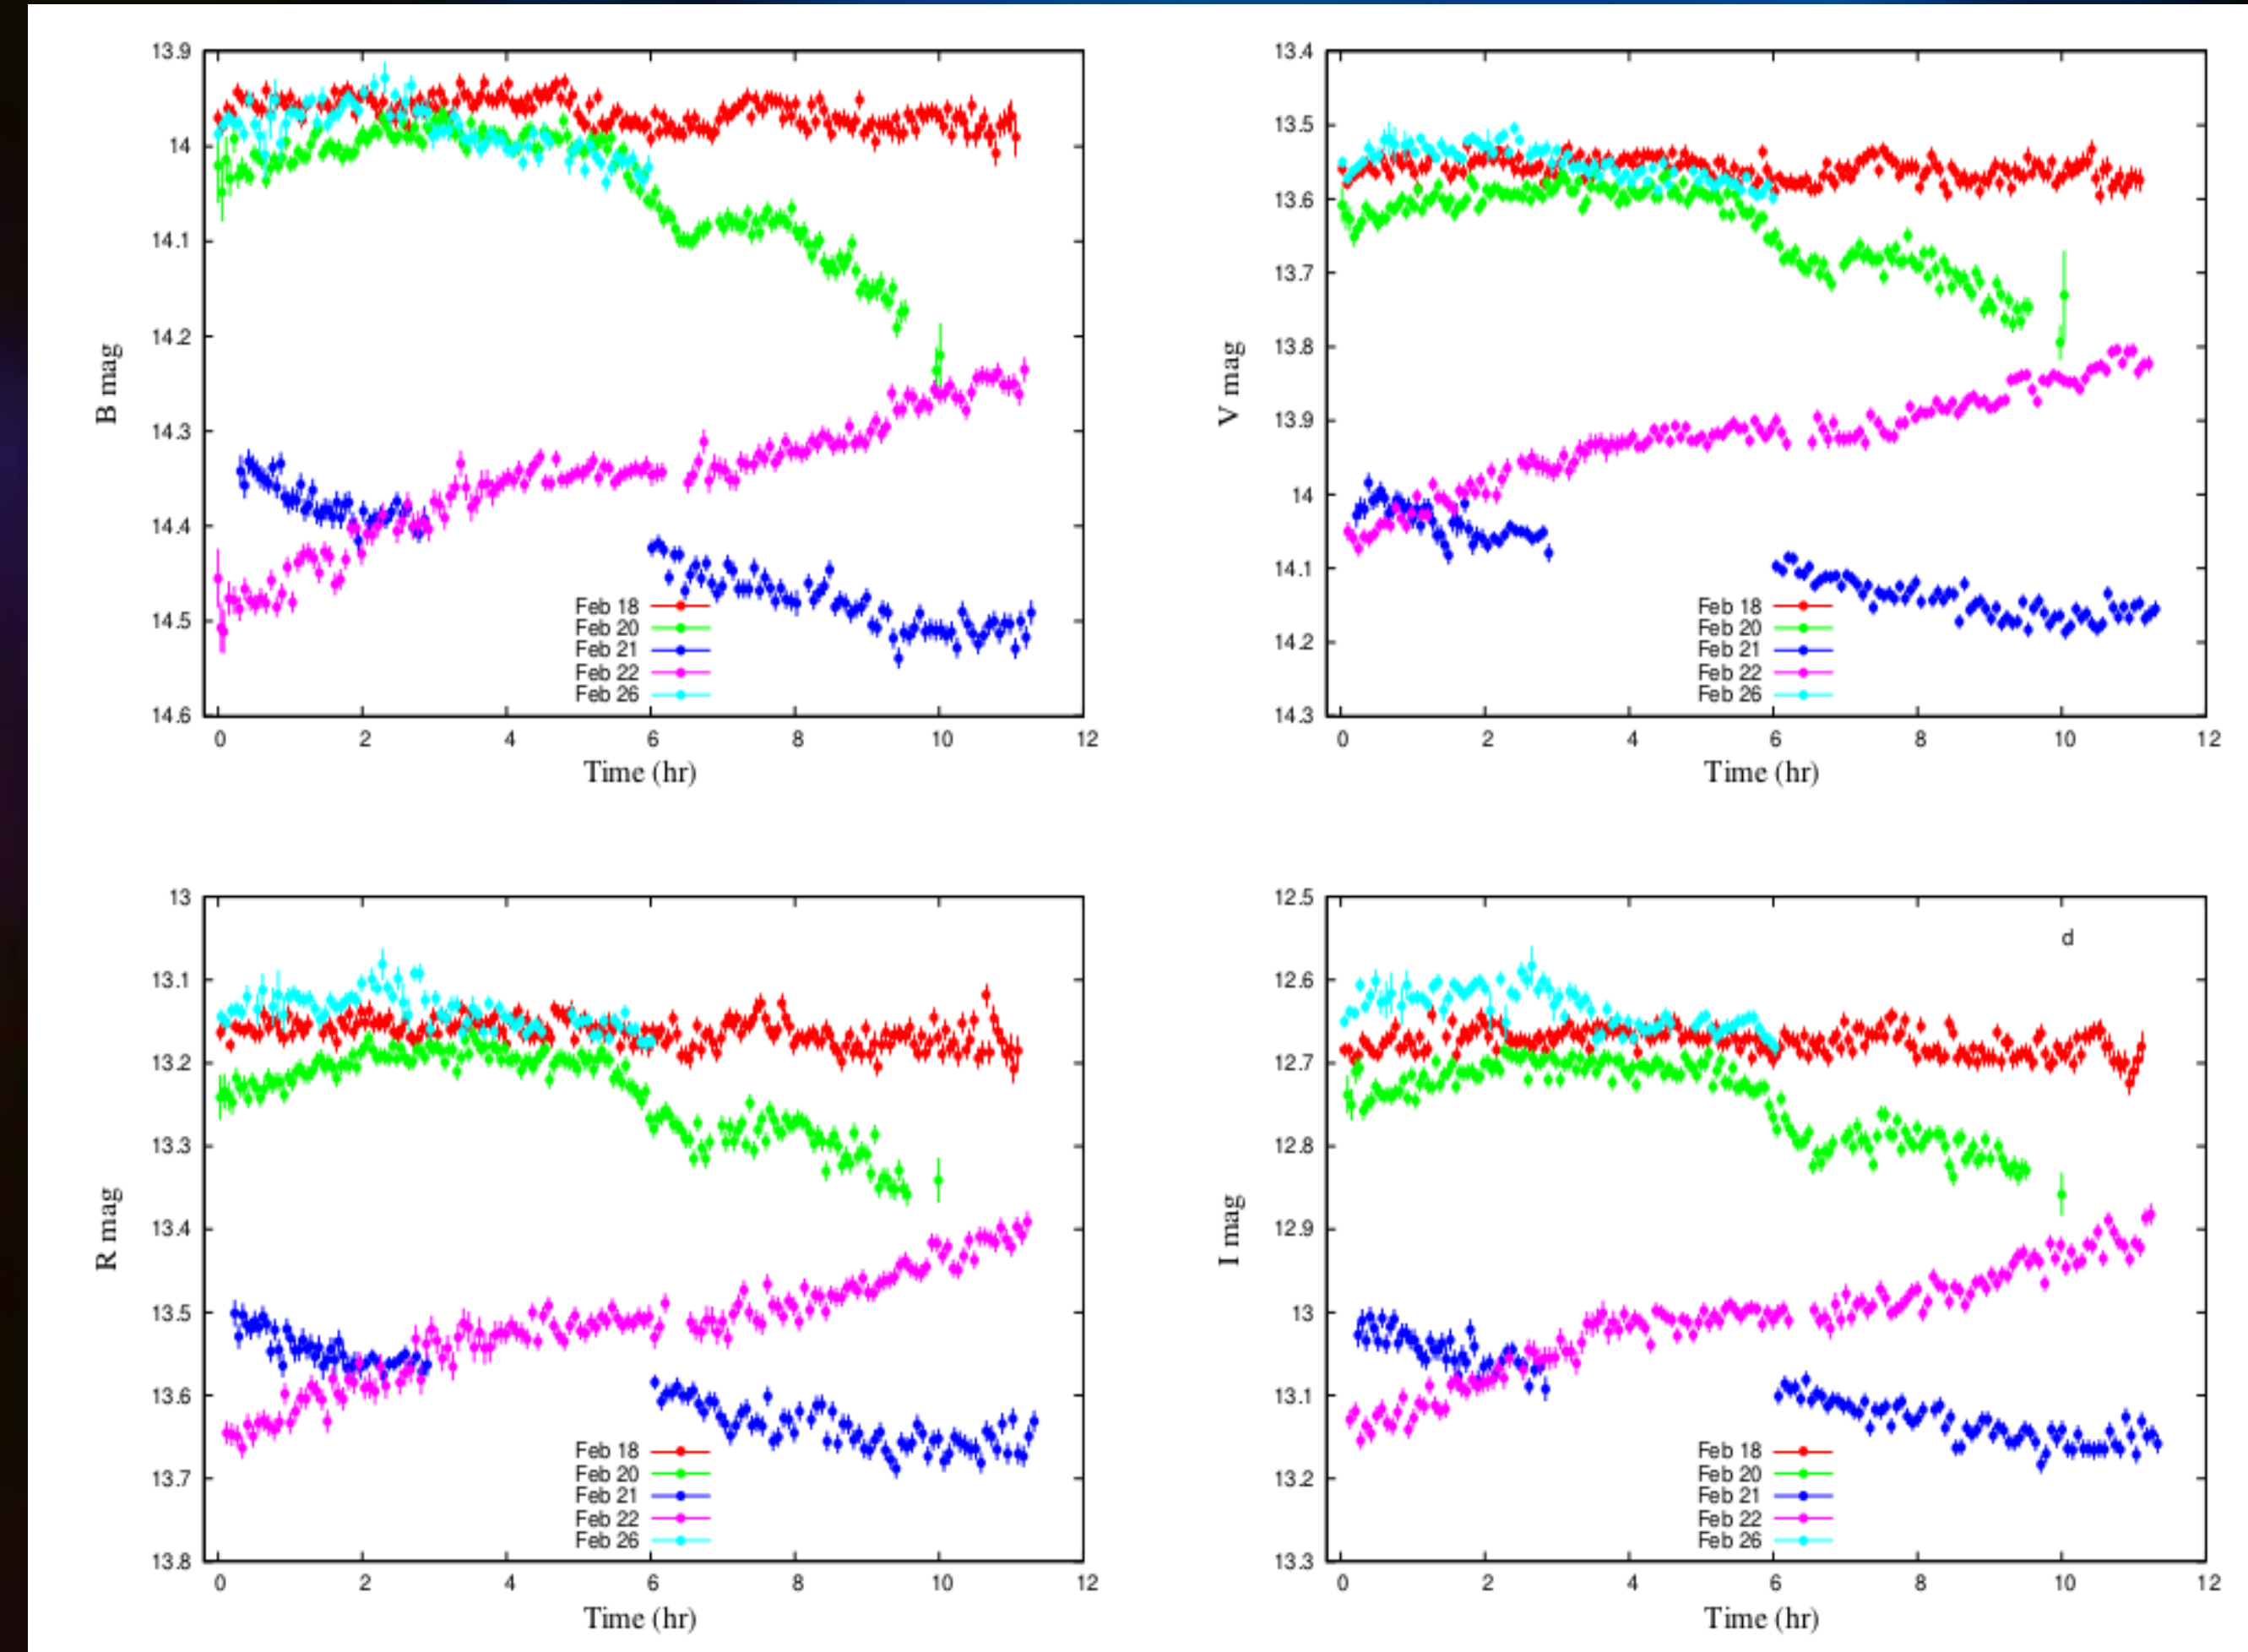 13.9
14
14.1
14.2
14.3
14.4
14.5
14.6
B mag
Feb 18
Feb 20
Feb 21
Feb 22
Feb 26
0 2 4 6 8 10 12
Time (hr)
13.4
13.5
13.6
13.7
13.8
13.9
14
14.1
14.2
14.3
V mag
Feb 18
Feb 20
Feb 21
Feb 22
Feb 26
0 2 4 6 8 10 12
Time (hr)
13
13.1
13.2
13.3
13.4
13.5
13.6
13.7
13.8
R mag
Feb 18
Feb 20
Feb 21
Feb 22
Feb 26
0 2 4 6 8 10 12
Time (hr)
12.5
12.6
12.7
12.8
12.9
13
13.1
13.2
13.3
I mag
d
Feb 18
Feb 20
Feb 21
Feb 22
Feb 26
0 2 4 6 8 10 12
Time (hr)